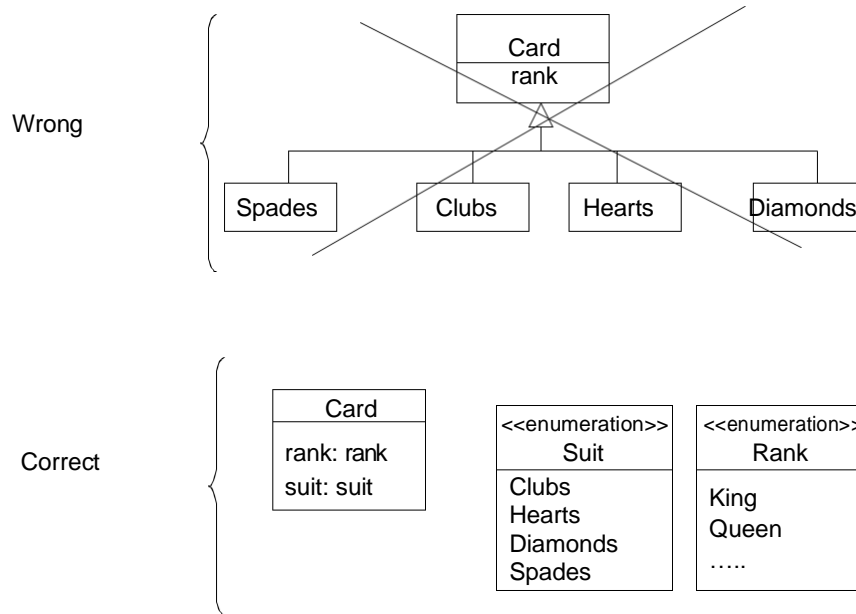 Card
rank
Wrong
Spades
Clubs
Hearts
Diamonds
Correct
Card
rank: rank
suit: suit
<<enumeration>>
Suit
Clubs
Hearts
Diamonds
Spades
<<enumeration>>
Rank
King
Queen
…..